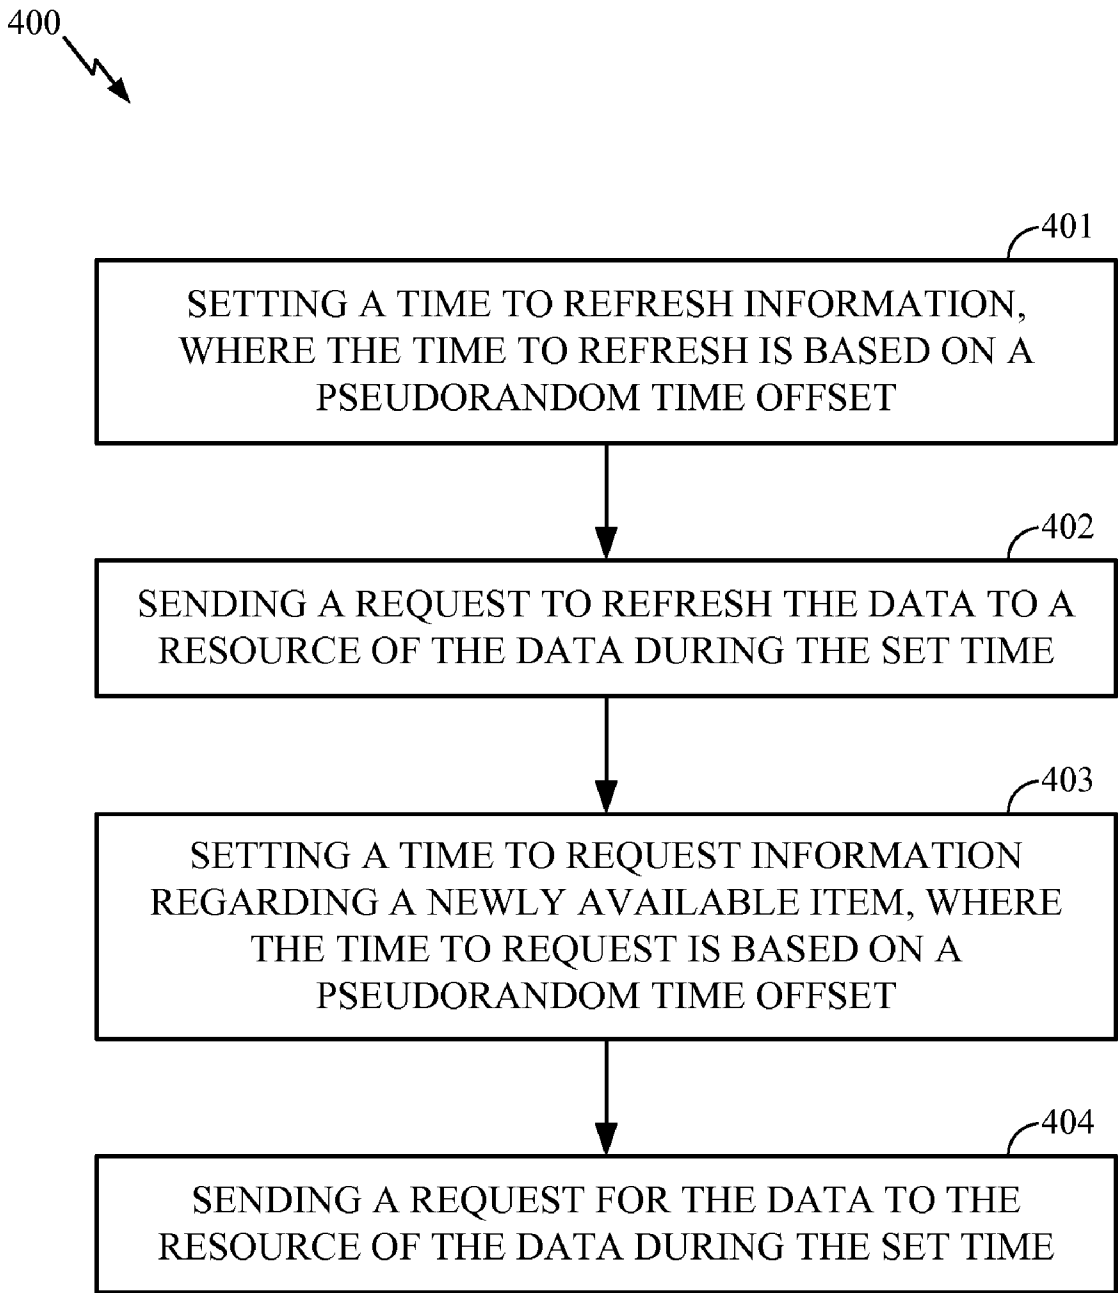 400
401
SETTING A TIME TO REFRESH INFORMATION,
WHERE THE TIME TO REFRESH IS BASED ON A
PSEUDORANDOM TIME OFFSET
402
SENDING A REQUEST TO REFRESH THE DATA TO A
RESOURCE OF THE DATA DURING THE SET TIME
403
SETTING A TIME TO REQUEST INFORMATION
REGARDING A NEWLY AVAILABLE ITEM, WHERE
THE TIME TO REQUEST IS BASED ON A
PSEUDORANDOM TIME OFFSET
404
SENDING A REQUEST FOR THE DATA TO THE
RESOURCE OF THE DATA DURING THE SET TIME